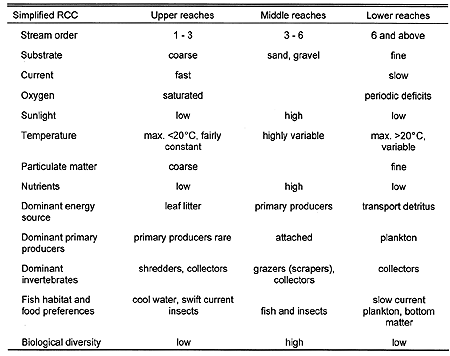 Simplified RCC Upper reaches Middle reaches Lower reaches
Stream order 1 - 3 3 - 6 6 and above
Substrate coarse sand, gravel fine
Current fast slow
Oxygen saturated periodic deficits
Sunlight low high low
Temperature max. <20°C, fairly highly variable max. >20°C,
constant variable
Particulate matter coarse fine
Nutrients low high low
Dominant energy leaf litter primary producers transport detritus
source
Dominant primary primary producers rare attached plankton
producers
Dominant shredders, collectors grazers (scrapers), collectors
invertebrates collectors
Fish habitat and cool water, swift current fish and insects slow current
food preferences insects plankton, bottom
matter
Biological diversity low high low